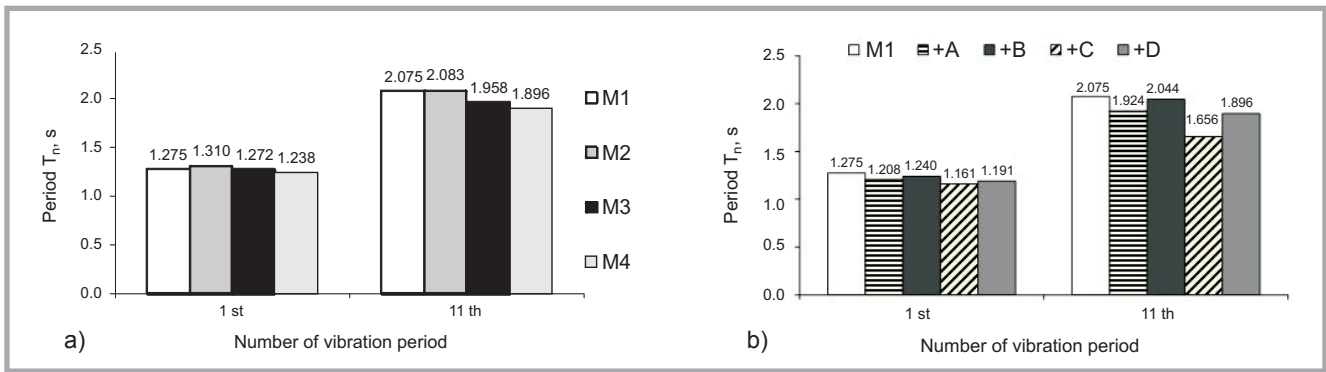 2.5
2.0
1.5
1.0
0.5
0.0
Period Tn, s
2.075 2.083
1.958
1.896
1.275 1.310 1.272 1.238
1 st 11 th
Number of vibration period
a)
M1
M2
M3
M4
M1 +A +B +C +D
2.5
2.0
1.5
1.0
0.5
0.0
Period Tn, s
2.075
1.924
2.044
1.656
1.896
1.275
1.208 1.240
1.161 1.191
1 st 11 th
Number of vibration period
b)